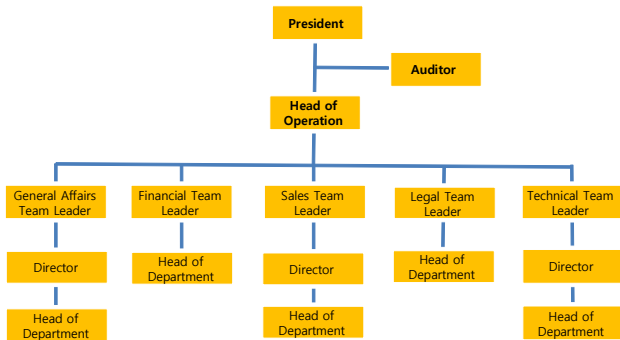 President
Auditor
Head of
Operation
General Affairs
Team Leader
Financial Team
Leader
Sales Team
Leader
Legal Team
Leader
Technical Team
Leader
Director
Head of
Department
Director
Head of
Department
Director
Head of
Department
Head of
Department
Head of
Department